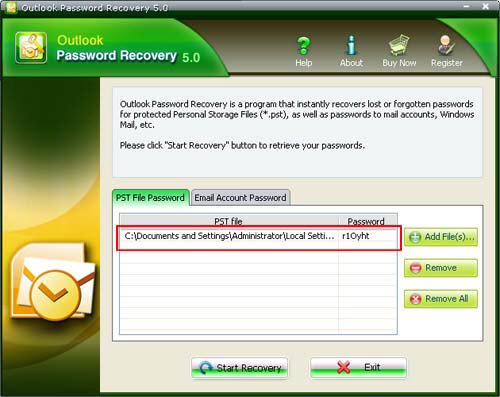 Outlook Password Recovery 5.0
Outlook
Password Recovery 5.0
Help
About
Buy Now
Register
Outlook Password Recovery is a program that instantly recovers lost or forgotten passwords
for protected Personal Storage Files (*.pst), as well as passwords to mail accounts, Windows
Mail, etc.
Please click "Start Recovery" button to retrieve your passwords.
PST File Password
Email Account Password
PST file
Password
C:\Documents and Settings\Administrator\Local Setti...
r1Oyht
Add File(s)...
Remove
Remove All
Start Recovery
Exit